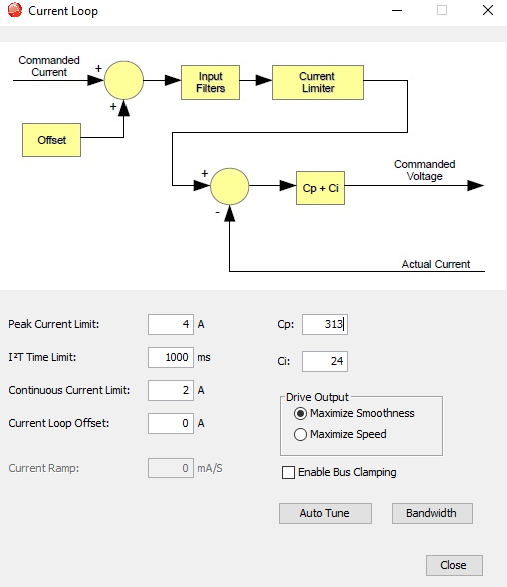 Current Loop
Commanded
Current
+
+
Offset
Input
Filters
Current
Limiter
+
-
Cp + Ci
Commanded
Voltage
Actual Current
Peak Current Limit: 4 A
Cp: 313
I²T Time Limit: 1000 ms
Ci: 24
Continuous Current Limit: 2 A
Drive Output
Maximize Smoothness
Current Loop Offset: 0 A
Maximize Speed
Current Ramp: 0 mA/S
Enable Bus Clamping
Auto Tune
Bandwidth
Close